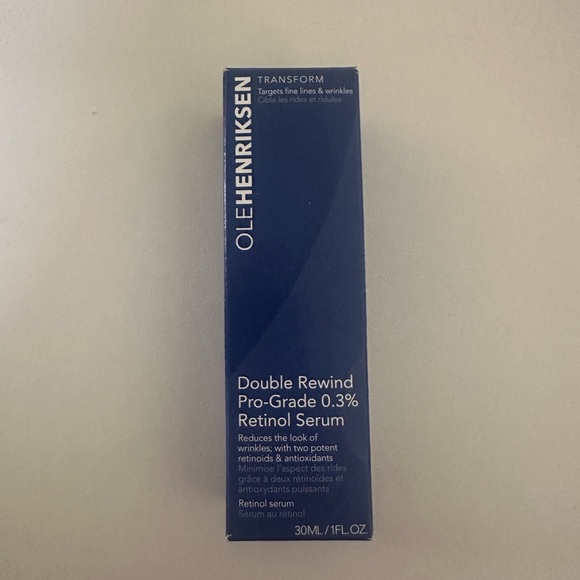 OLEHENRIKSEN
TRANSFORM
Targets fine lines & wrinkles
Cible les rides et ridules
Double Rewind
Pro-Grade 0.3%
Retinol Serum
Reduces the look of
wrinkles; with two potent
retinoids & antioxidants
Minimise l'aspect des rides
grâce à deux rétinoïdes et
antioxydants puissants
Retinol serum
Sérum au rétinol
30ML/1FL.OZ.